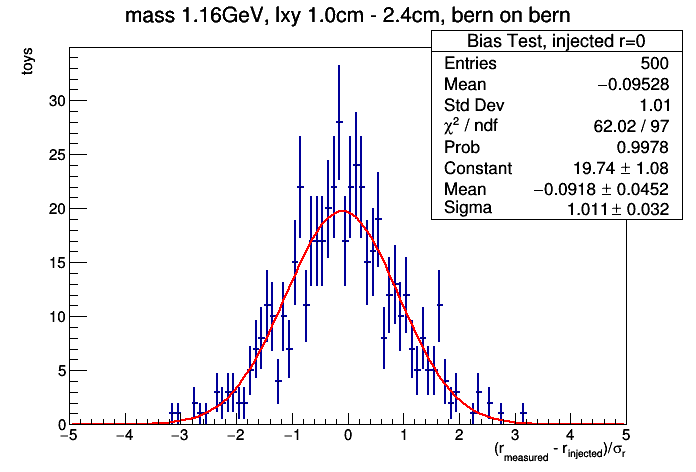 mass 1.16GeV, lxy 1.0cm - 2.4cm, bern on bern
Bias Test, injected r=0
Entries 500
Mean −0.09528
Std Dev 1.01
χ² / ndf 62.02 / 97
Prob 0.9978
Constant 19.74 ± 1.08
Mean −0.0918 ± 0.0452
Sigma 1.011 ± 0.032
toys
30
25
20
15
10
5
0
−5 −4 −3 −2 −1 0 1 2 3 4 5
(r_measured - r_injected)/σ_r